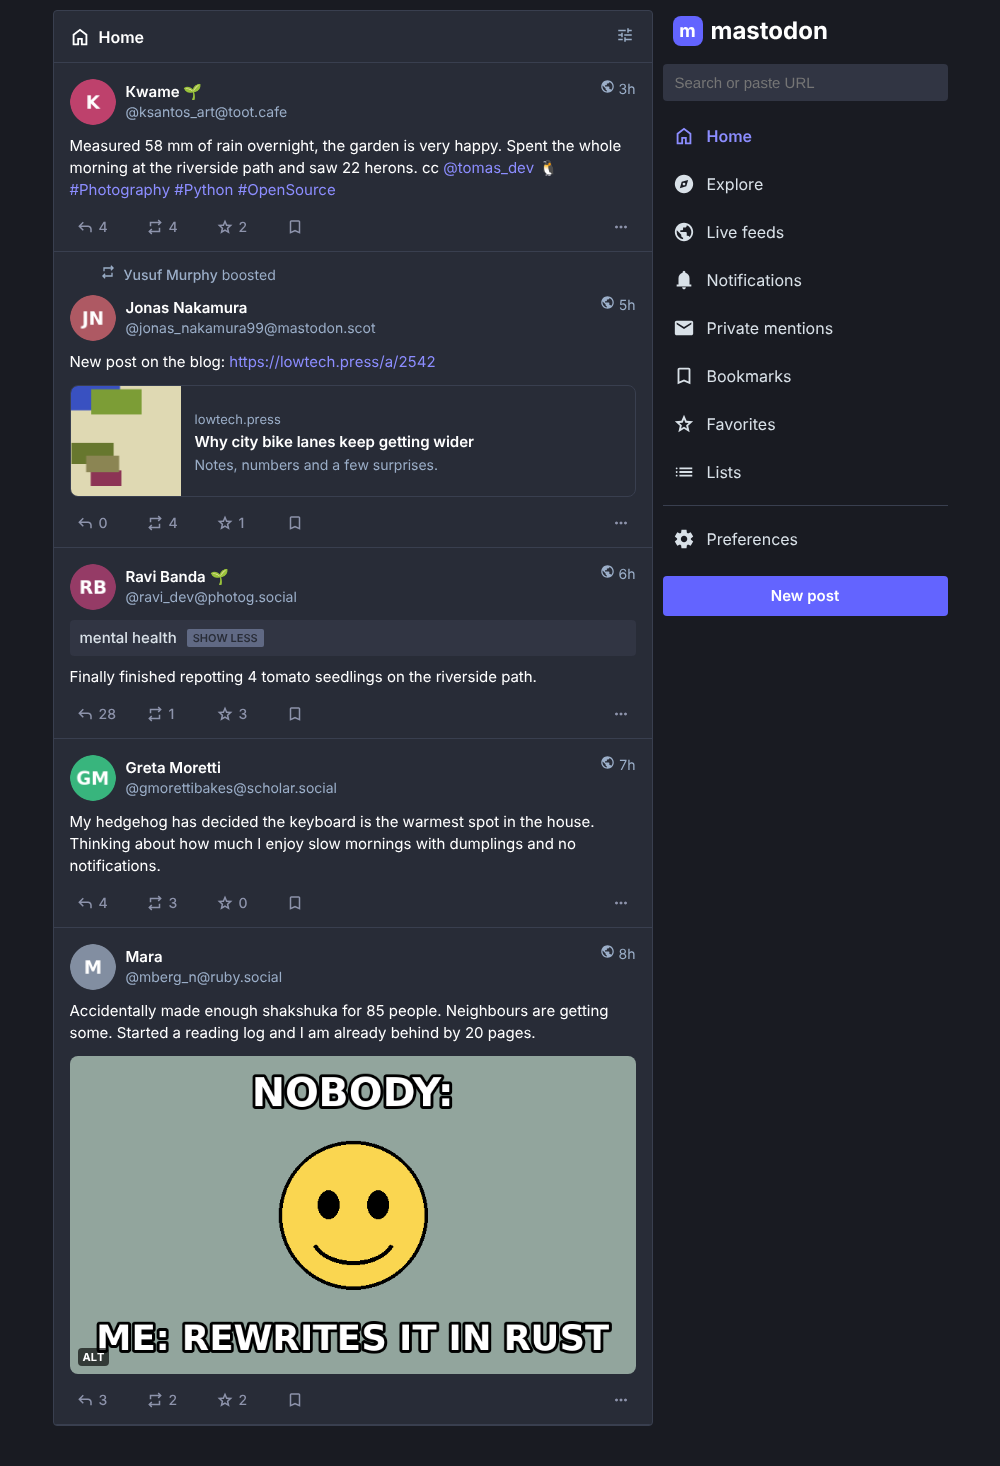 Home
K
Kwame 🌱
3h
@ksantos_art@toot.cafe
Measured 58 mm of rain overnight, the garden is very happy. Spent the whole
morning at the riverside path and saw 22 herons. cc @tomas_dev 🐧
#Photography #Python #OpenSource
4 4 2
Yusuf Murphy boosted
JN
Jonas Nakamura
5h
@jonas_nakamura99@mastodon.scot
New post on the blog: https://lowtech.press/a/2542
lowtech.press
Why city bike lanes keep getting wider
Notes, numbers and a few surprises.
0 4 1
RB
Ravi Banda 🌱
6h
@ravi_dev@photog.social
mental health SHOW LESS
Finally finished repotting 4 tomato seedlings on the riverside path.
28 1 3
GM
Greta Moretti
7h
@gmorettibakes@scholar.social
My hedgehog has decided the keyboard is the warmest spot in the house.
Thinking about how much I enjoy slow mornings with dumplings and no
notifications.
4 3 0
M
Mara
8h
@mberg_n@ruby.social
Accidentally made enough shakshuka for 85 people. Neighbours are getting
some. Started a reading log and I am already behind by 20 pages.
NOBODY:
ME: REWRITES IT IN RUST
ALT
3 2 2
m mastodon
Search or paste URL
Home
Explore
Live feeds
Notifications
Private mentions
Bookmarks
Favorites
Lists
Preferences
New post